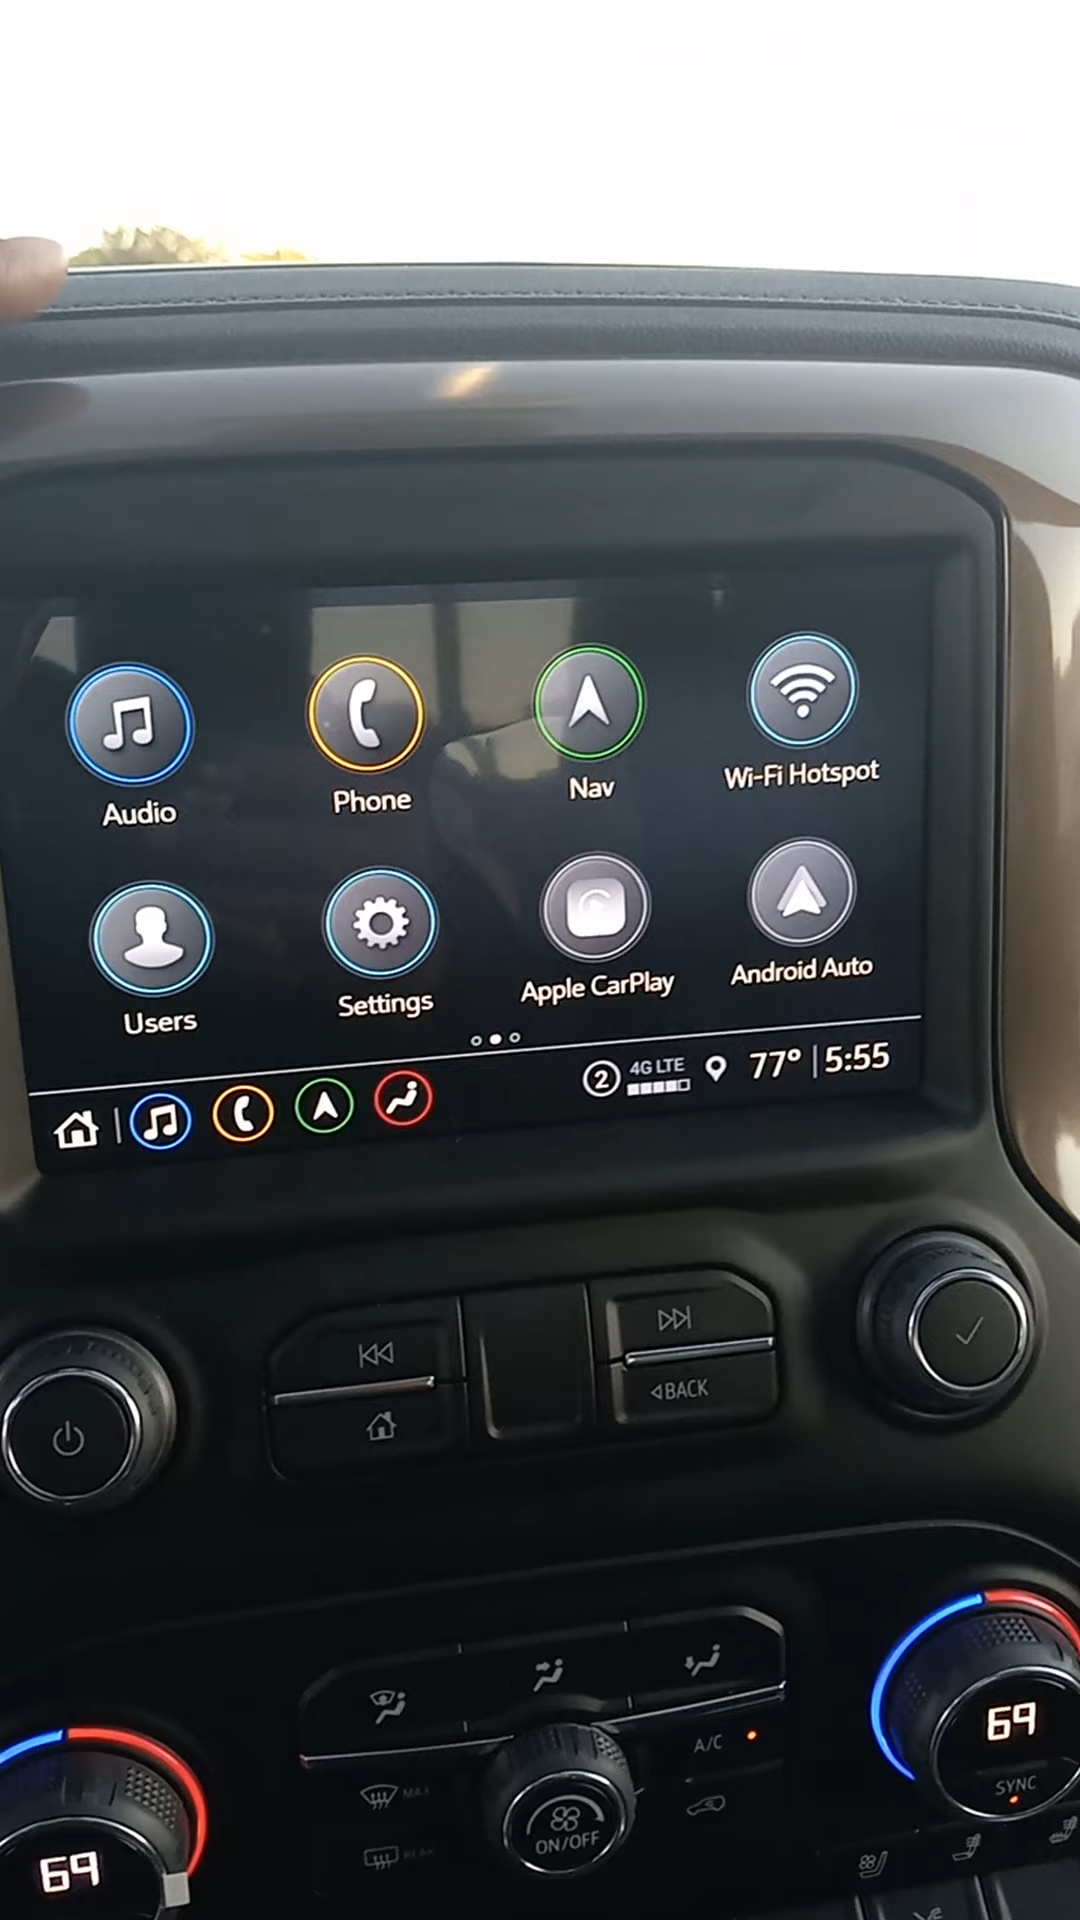 Audio
Phone
Nav
Wi-Fi Hotspot
Users
Settings
Apple CarPlay
Android Auto
2
4G LTE
77° | 5:55
BACK
A/C
MAX
ON/OFF
69
SYNC
69